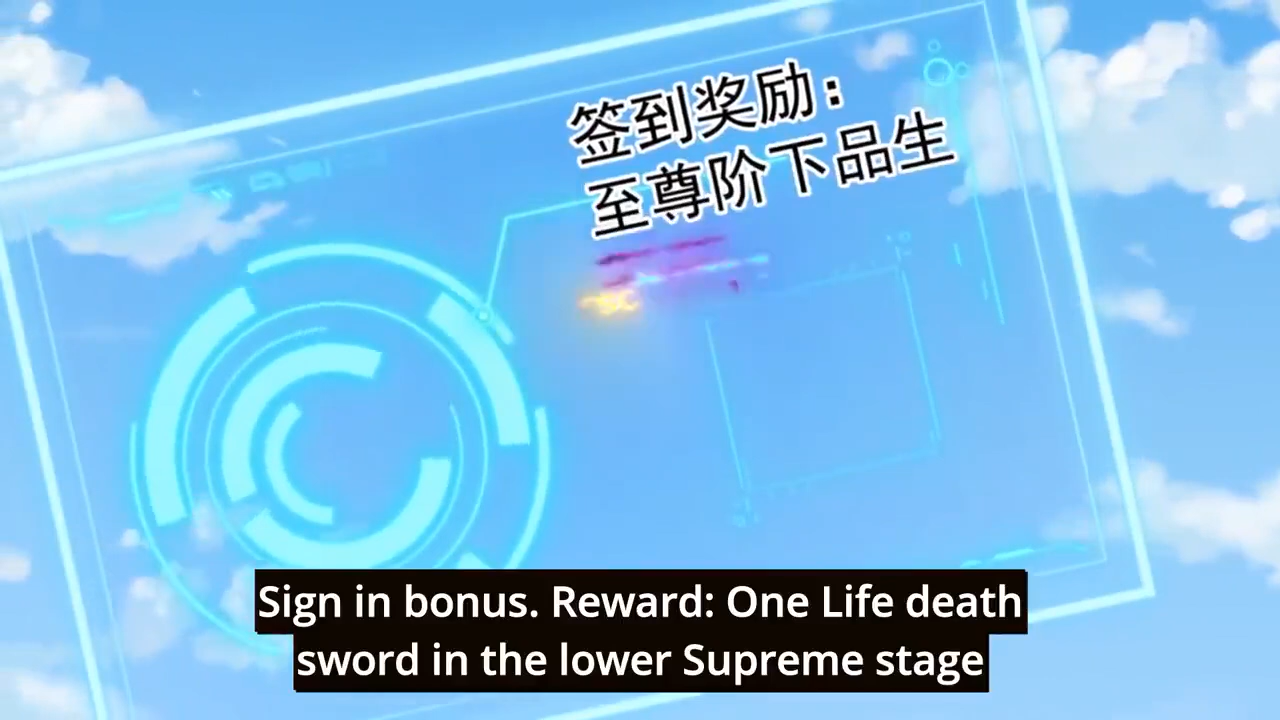 签到奖励：
至尊阶下品生
Sign in bonus. Reward: One Life death
sword in the lower Supreme stage